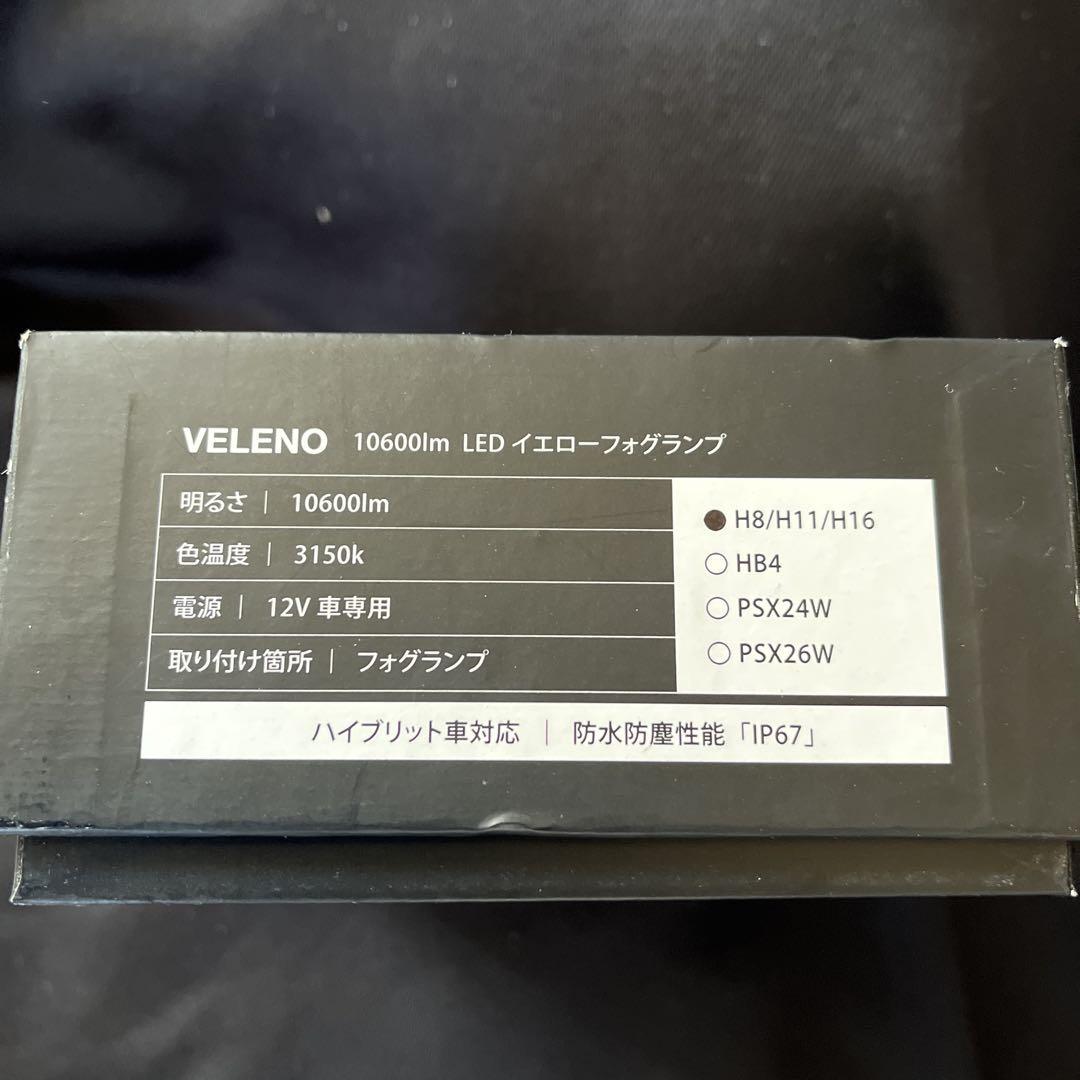 VELENO 10600lm LED イエローフォグランプ
明るさ | 10600lm
色温度 | 3150k
電源 | 12V 車専用
取り付け箇所 | フォグランプ
● H8/H11/H16
○ HB4
○ PSX24W
○ PSX26W
ハイブリット車対応 | 防水防塵性能「IP67」